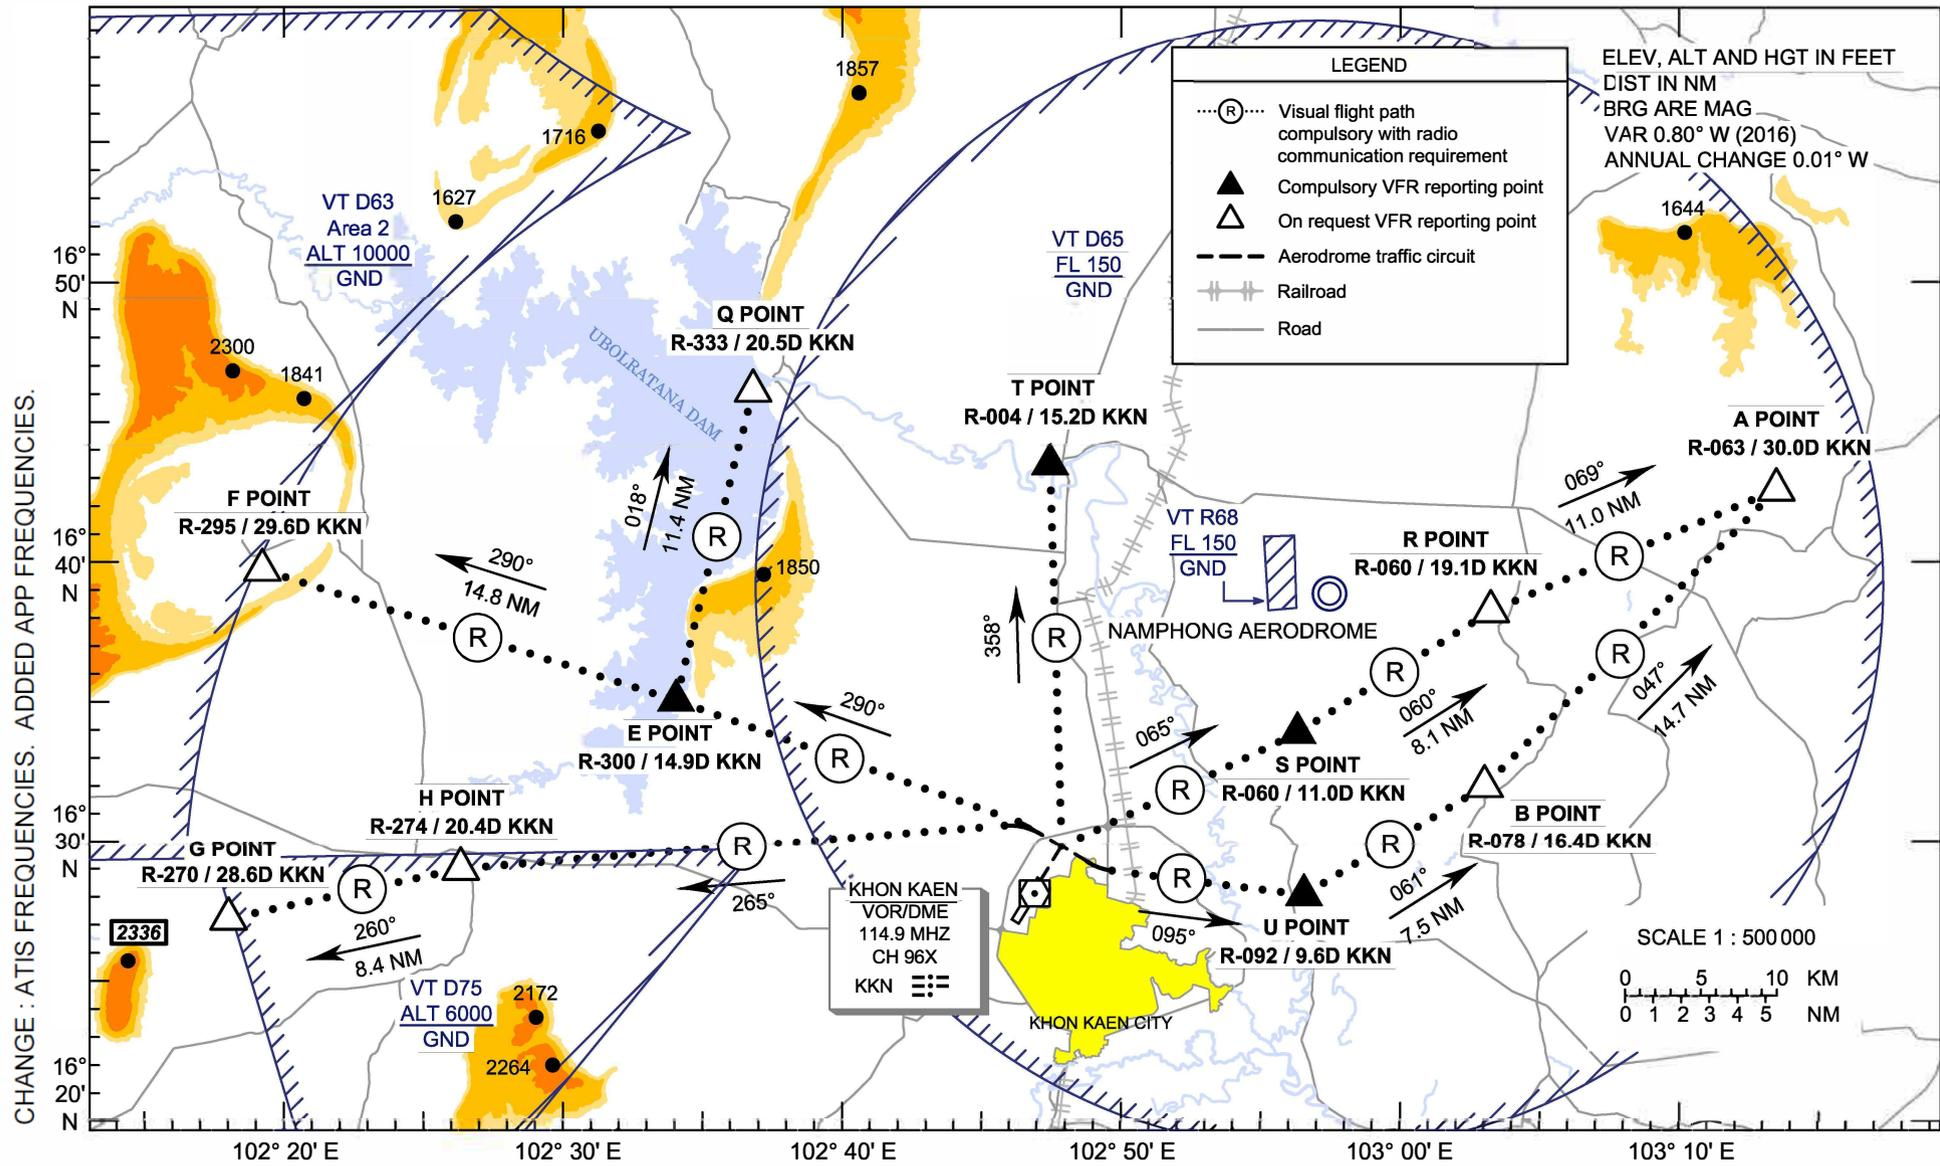 CHANGE : ATIS FREQUENCIES. ADDED APP FREQUENCIES.
ELEV, ALT AND HGT IN FEET
DIST IN NM
BRG ARE MAG
VAR 0.80° W (2016)
ANNUAL CHANGE 0.01° W
LEGEND
R
Visual flight path
compulsory with radio
communication requirement
Compulsory VFR reporting point
On request VFR reporting point
Aerodrome traffic circuit
Railroad
Road
1857
1716
1627
1644
VT D63
Area 2
ALT 10000
GND
VT D65
FL 150
GND
16°
50'
N
2300
1841
UBOLRATANA DAM
Q POINT
R-333 / 20.5D KKN
T POINT
R-004 / 15.2D KKN
A POINT
R-063 / 30.0D KKN
F POINT
R-295 / 29.6D KKN
018°
11.4 NM
R
069°
11.0 NM
R
VT R68
FL 150
GND
R POINT
R-060 / 19.1D KKN
16°
40'
N
290°
14.8 NM
R
1850
358°
R
NAMPHONG AERODROME
R
R
047°
14.7 NM
060°
8.1 NM
E POINT
R-300 / 14.9D KKN
290°
R
065°
R
S POINT
R-060 / 11.0D KKN
B POINT
R-078 / 16.4D KKN
H POINT
R-274 / 20.4D KKN
16°
30'
N
G POINT
R-270 / 28.6D KKN
R
R
265°
260°
8.4 NM
R
R
061°
7.5 NM
095°
U POINT
R-092 / 9.6D KKN
KHON KAEN
VOR/DME
114.9 MHZ
CH 96X
KKN
KHON KAEN CITY
2336
VT D75
ALT 6000
GND
2172
2264
SCALE 1 : 500 000
0 5 10 KM
0 1 2 3 4 5 NM
16°
20'
N
102° 20' E
102° 30' E
102° 40' E
102° 50' E
103° 00' E
103° 10' E